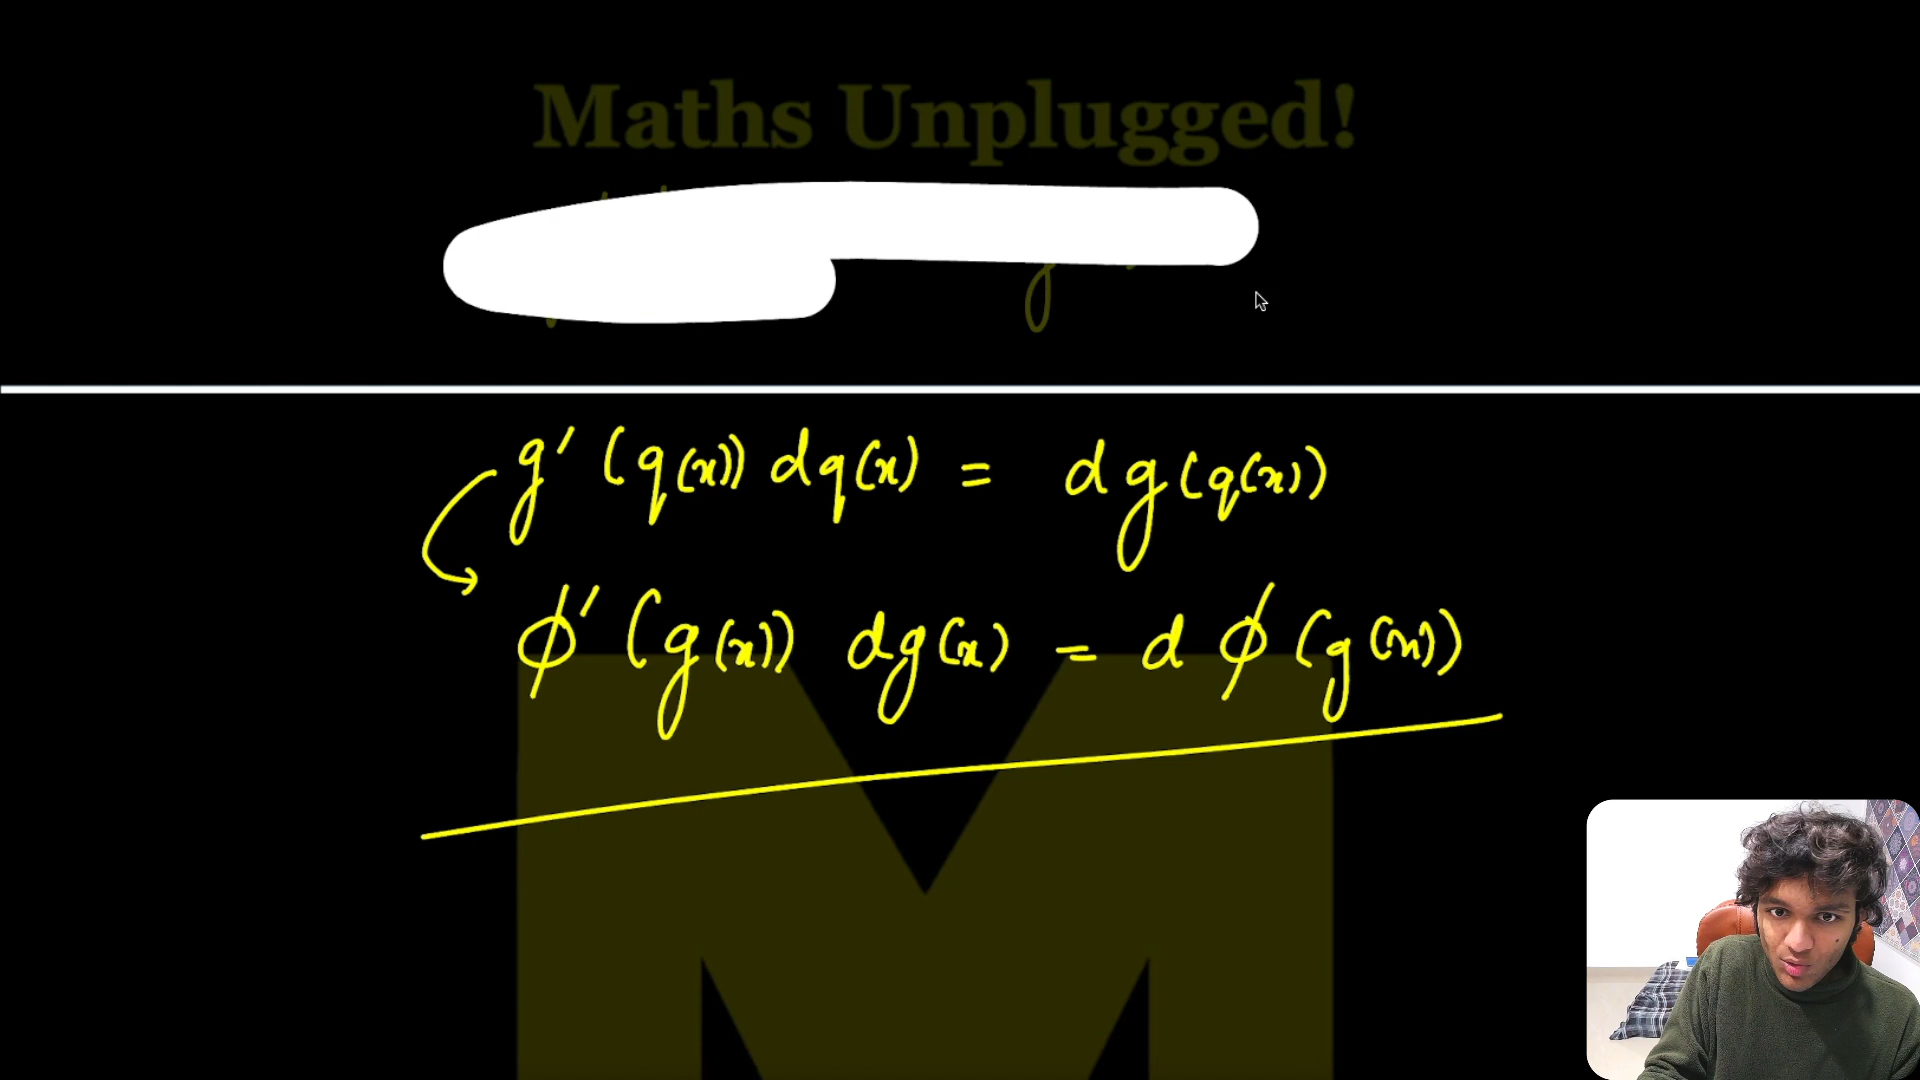 Maths Unplugged!
g′ (q(x)) dq(x) = dg(q(x))
ϕ′ (g(x)) dg(x) = dϕ(g(x))